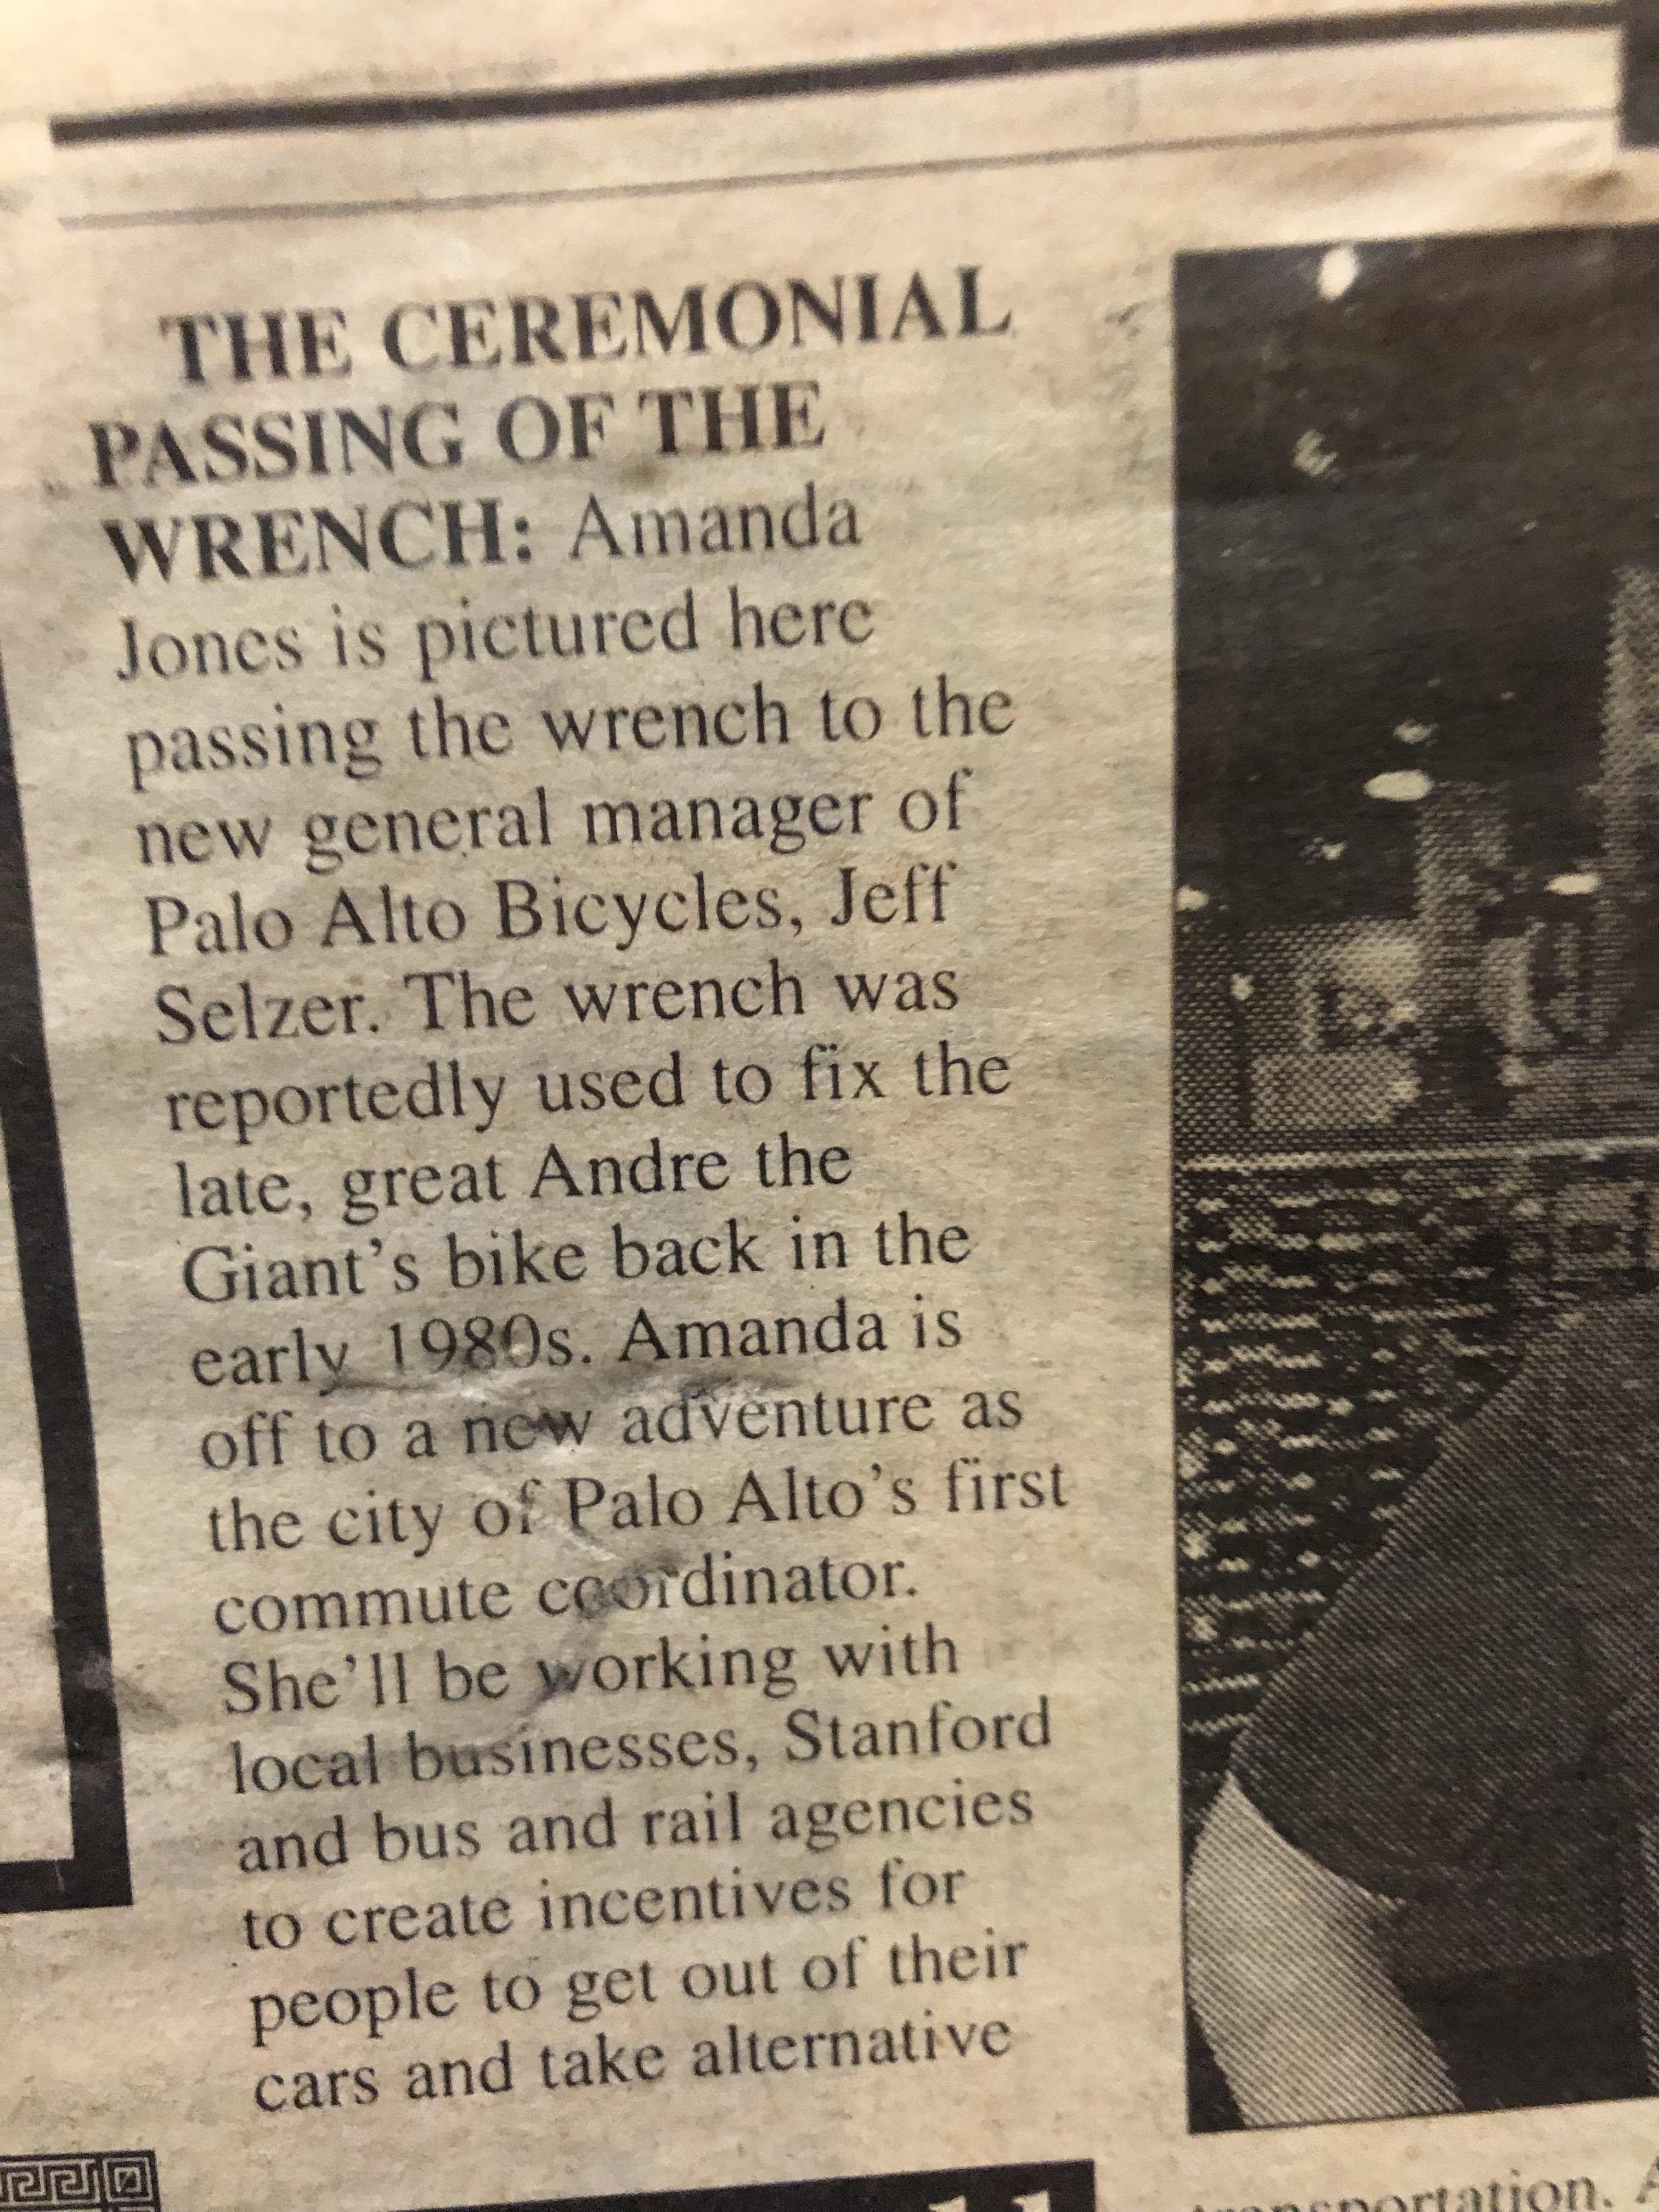 THE CEREMONIAL
PASSING OF THE
WRENCH: Amanda
Jones is pictured here
passing the wrench to the
new general manager of
Palo Alto Bicycles, Jeff
Selzer. The wrench was
reportedly used to fix the
late, great Andre the
Giant's bike back in the
early 1980s. Amanda is
off to a new adventure as
the city of Palo Alto's first
commute coordinator.
She'll be working with
local businesses, Stanford
and bus and rail agencies
to create incentives for
people to get out of their
cars and take alternative
transportation. A